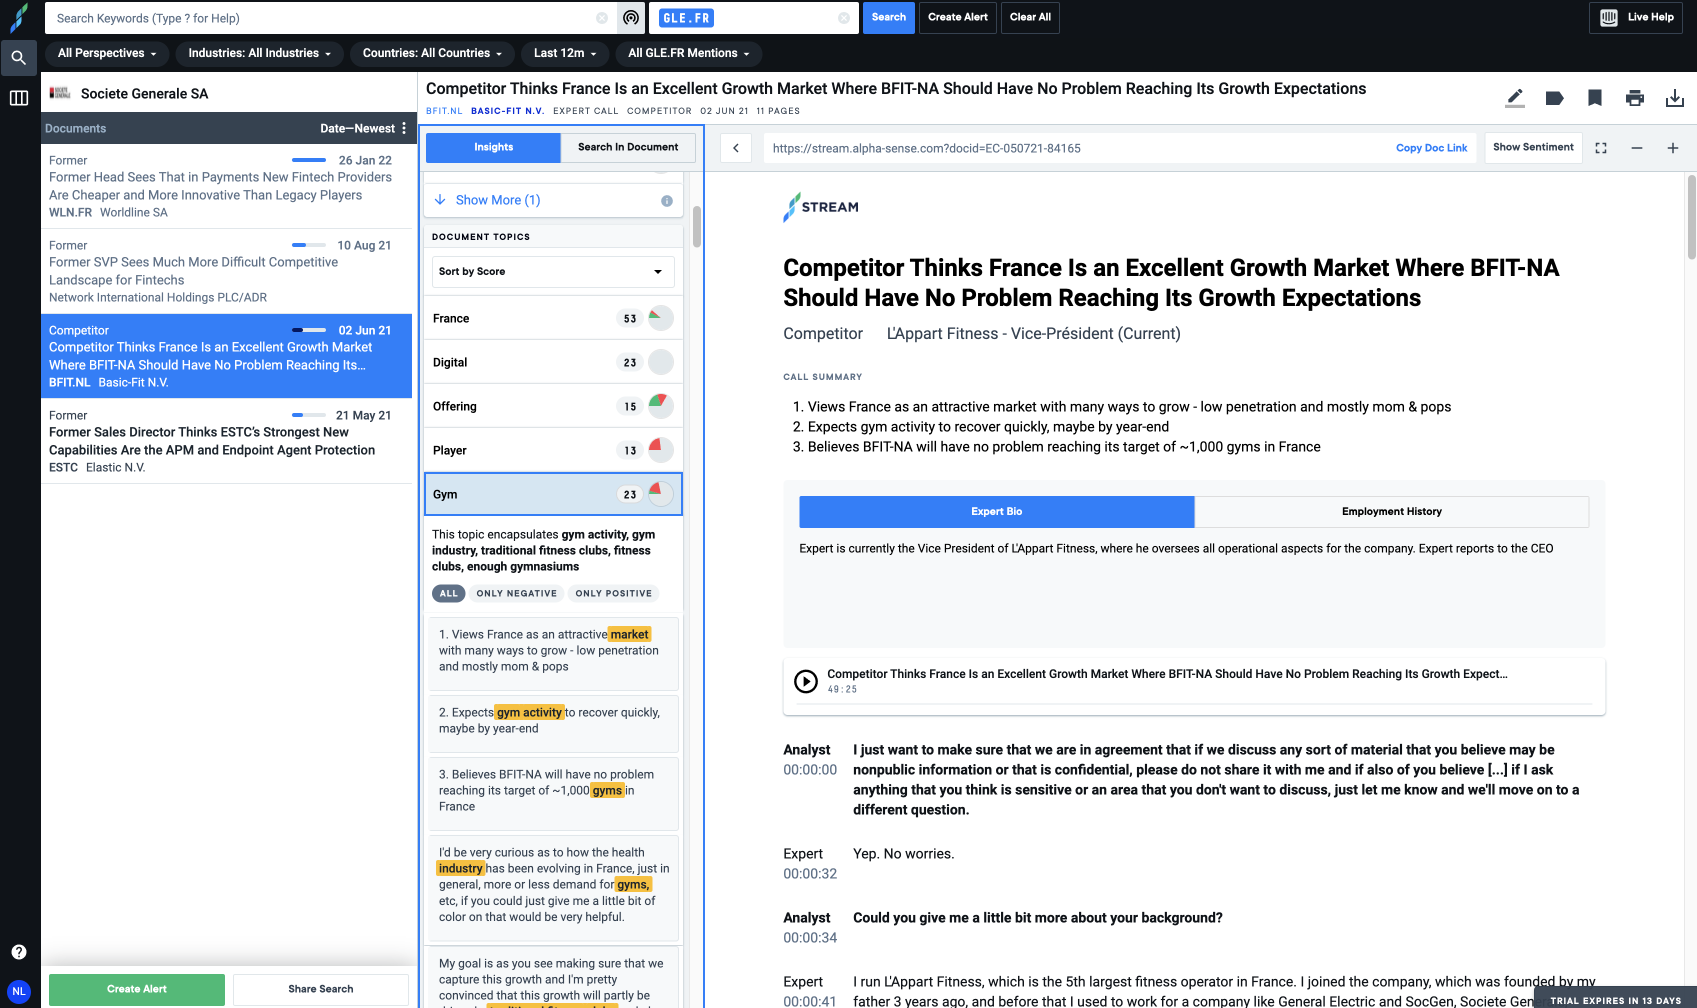 Search Keywords (Type ? for Help)
GLE.FR
Search
Create Alert
Clear All
Live Help
All Perspectives
Industries: All Industries
Countries: All Countries
Last 12m
All GLE.FR Mentions
SOCIETE GENERALE
Societe Generale SA
Documents
Date—Newest
Former
26 Jan 22
Former Head Sees That in Payments New Fintech Providers
Are Cheaper and More Innovative Than Legacy Players
WLN.FR Worldline SA
Former
10 Aug 21
Former SVP Sees Much More Difficult Competitive
Landscape for Fintechs
Network International Holdings PLC/ADR
Competitor
02 Jun 21
Competitor Thinks France Is an Excellent Growth Market
Where BFIT-NA Should Have No Problem Reaching Its...
BFIT.NL Basic-Fit N.V.
Former
21 May 21
Former Sales Director Thinks ESTC's Strongest New
Capabilities Are the APM and Endpoint Agent Protection
ESTC Elastic N.V.
Create Alert
Share Search
NL
Competitor Thinks France Is an Excellent Growth Market Where BFIT-NA Should Have No Problem Reaching Its Growth Expectations
BFIT.NL BASIC-FIT N.V. EXPERT CALL COMPETITOR 02 JUN 21 11 PAGES
Insights
Search In Document
Show More (1)
DOCUMENT TOPICS
Sort by Score
France 53
Digital 23
Offering 15
Player 13
Gym 23
This topic encapsulates gym activity, gym
industry, traditional fitness clubs, fitness
clubs, enough gymnasiums
ALL
ONLY NEGATIVE
ONLY POSITIVE
1. Views France as an attractive market
with many ways to grow - low penetration
and mostly mom & pops
2. Expects gym activity to recover quickly,
maybe by year-end
3. Believes BFIT-NA will have no problem
reaching its target of ~1,000 gyms in
France
I'd be very curious as to how the health
industry has been evolving in France, just in
general, more or less demand for gyms,
etc, if you could just give me a little bit of
color on that would be very helpful.
My goal is as you see making sure that we
capture this growth and I'm pretty
convinced that this growth will partly be
https://stream.alpha-sense.com?docid=EC-050721-84165
Copy Doc Link
Show Sentiment
STREAM
Competitor Thinks France Is an Excellent Growth Market Where BFIT-NA
Should Have No Problem Reaching Its Growth Expectations
Competitor L'Appart Fitness - Vice-Président (Current)
CALL SUMMARY
1. Views France as an attractive market with many ways to grow - low penetration and mostly mom & pops
2. Expects gym activity to recover quickly, maybe by year-end
3. Believes BFIT-NA will have no problem reaching its target of ~1,000 gyms in France
Expert Bio
Employment History
Expert is currently the Vice President of L'Appart Fitness, where he oversees all operational aspects for the company. Expert reports to the CEO
Competitor Thinks France Is an Excellent Growth Market Where BFIT-NA Should Have No Problem Reaching Its Growth Expect...
49:25
Analyst
00:00:00
I just want to make sure that we are in agreement that if we discuss any sort of material that you believe may be
nonpublic information or that is confidential, please do not share it with me and if also of you believe [...] if I ask
anything that you think is sensitive or an area that you don't want to discuss, just let me know and we'll move on to a
different question.
Expert
00:00:32
Yep. No worries.
Analyst
00:00:34
Could you give me a little bit more about your background?
Expert
00:00:41
I run L'Appart Fitness, which is the 5th largest fitness operator in France. I joined the company, which was founded by my
father 3 years ago, and before that I used to work for a company like General Electric and SocGen, Societe Gen
TRIAL EXPIRES IN 13 DAYS